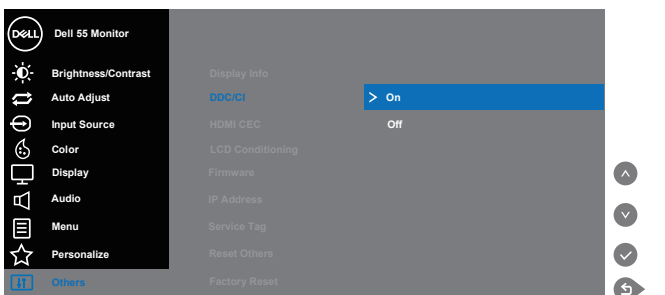 DELL Dell 55 Monitor
Brightness/Contrast Display Info
Auto Adjust DDC/CI > On
Input Source HDMI CEC Off
Color LCD Conditioning
Display Firmware
Audio IP Address
Menu Service Tag
Personalize Reset Others
Others Factory Reset